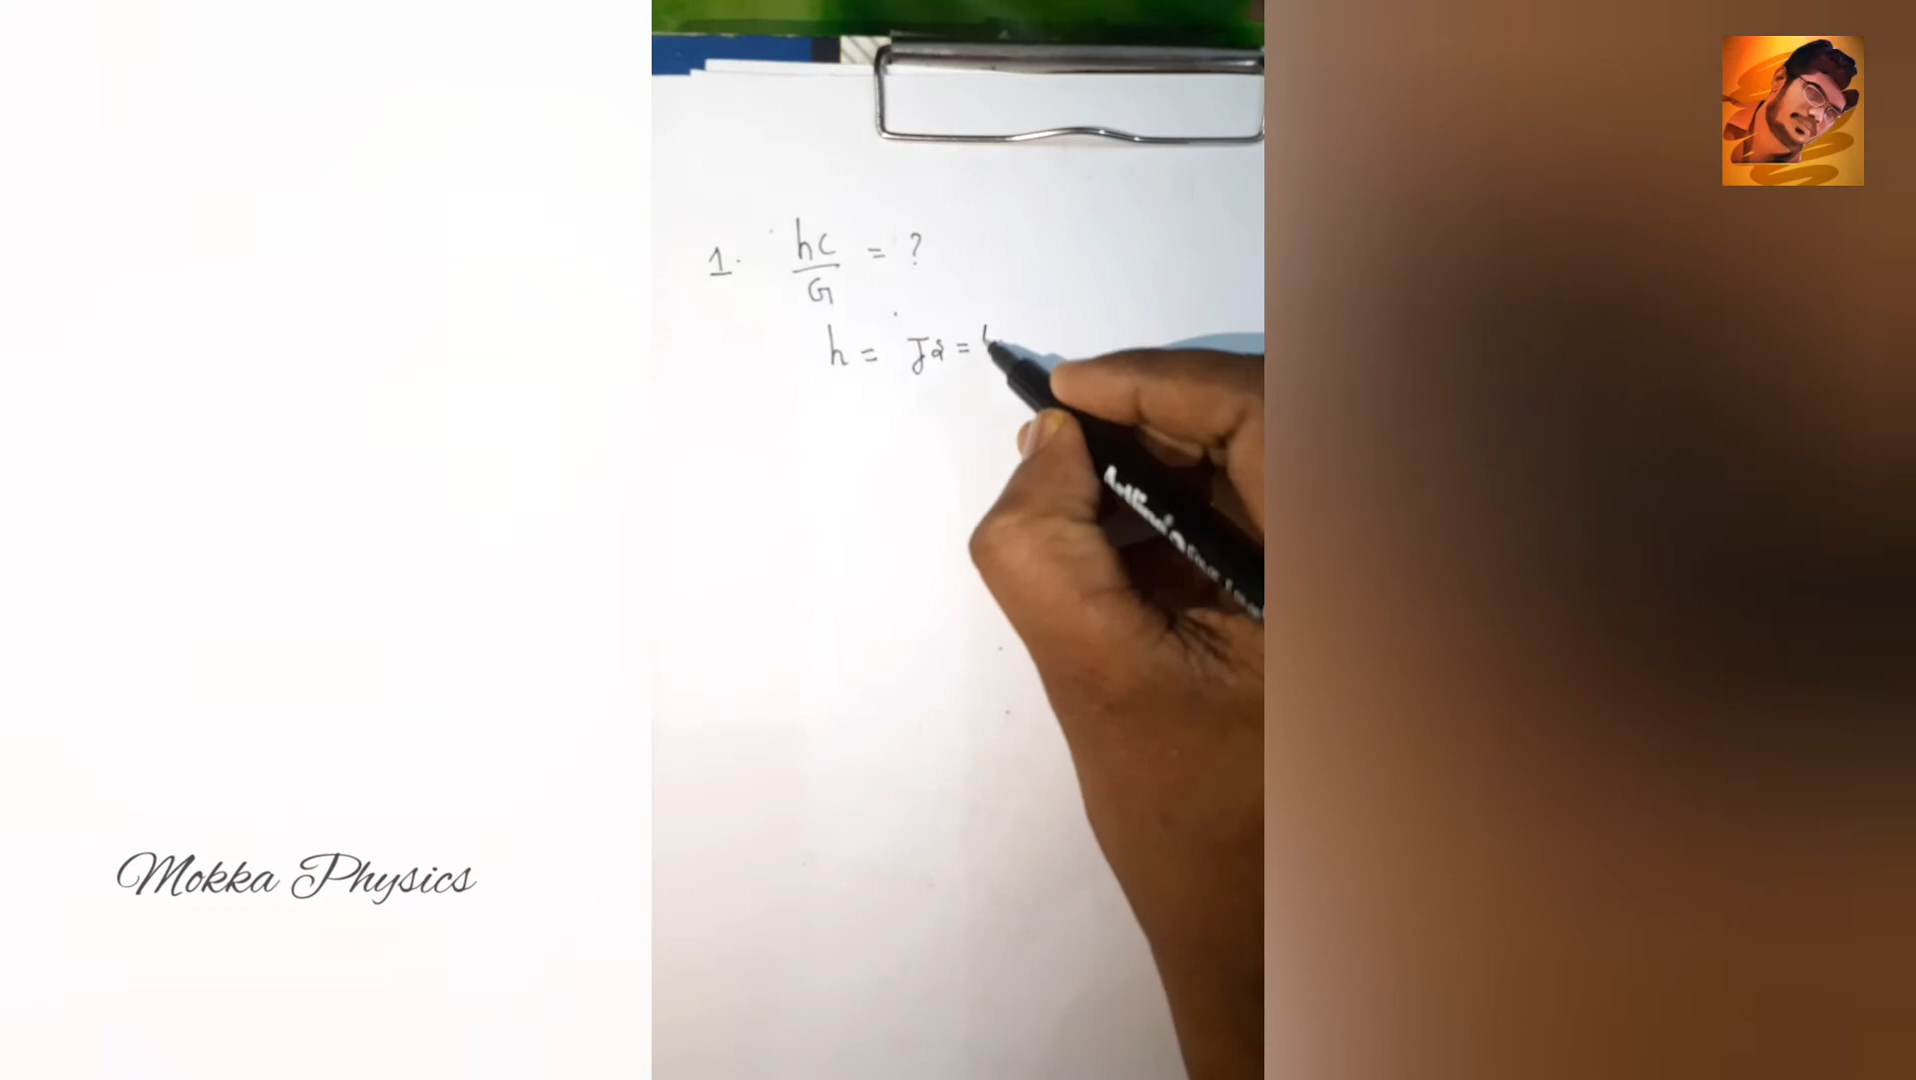 1. hc/G = ?
h = Js =
Mokka Physics